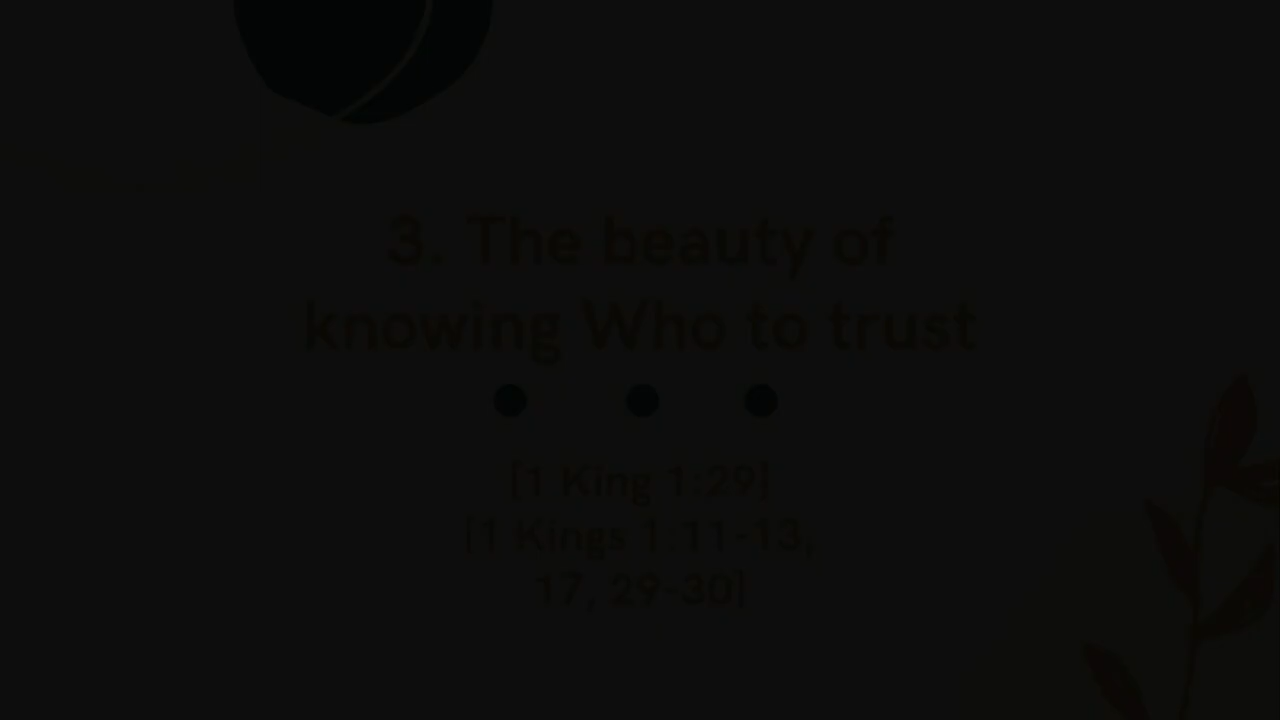 3. The beauty of
knowing Who to trust
[1 King 1:29]
[1 Kings 1:11-13,
17, 29-30]